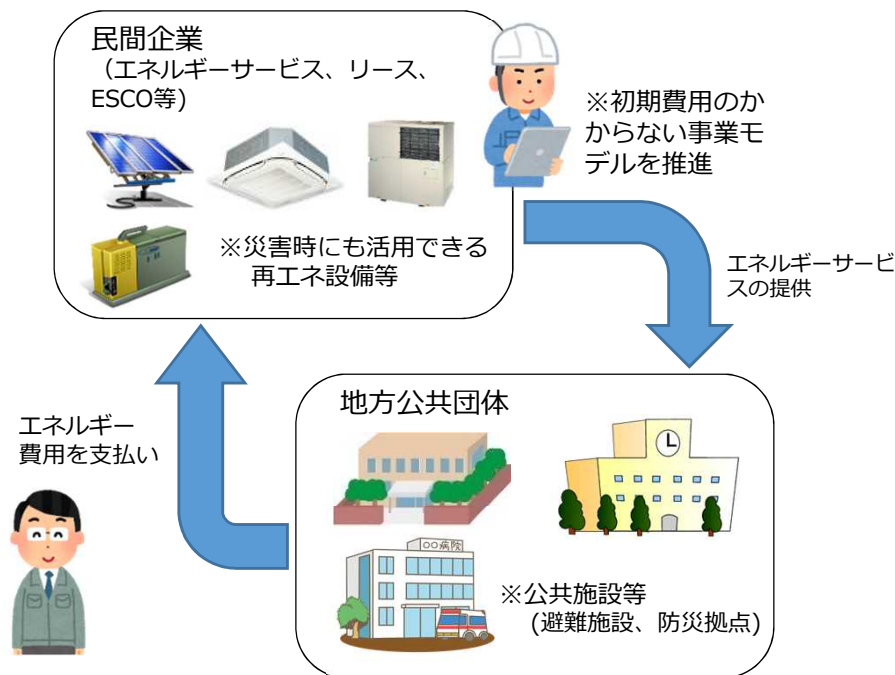 民間企業
（エネルギーサービス、リース、
ESCO等)
※初期費用のか
からない事業モ
デルを推進
※災害時にも活用できる
再エネ設備等
エネルギーサービ
スの提供
地方公共団体
エネルギー
費用を支払い
○○病院
※公共施設等
(避難施設、防災拠点)